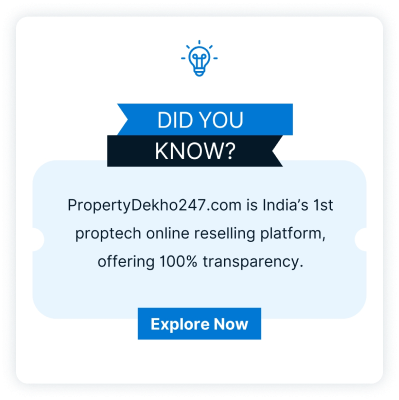 DID YOU
KNOW?
PropertyDekho247.com is India’s 1st
proptech online reselling platform,
offering 100% transparency.
Explore Now